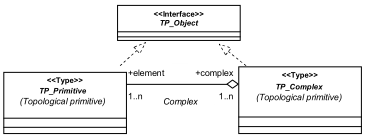 <<Interface>>
TP_Object
<<Type>>
TP_Primitive
(Topological primitive)
+element
+complex
1..n
Complex
1..n
<<Type>>
TP_Complex
(Topological primitive)